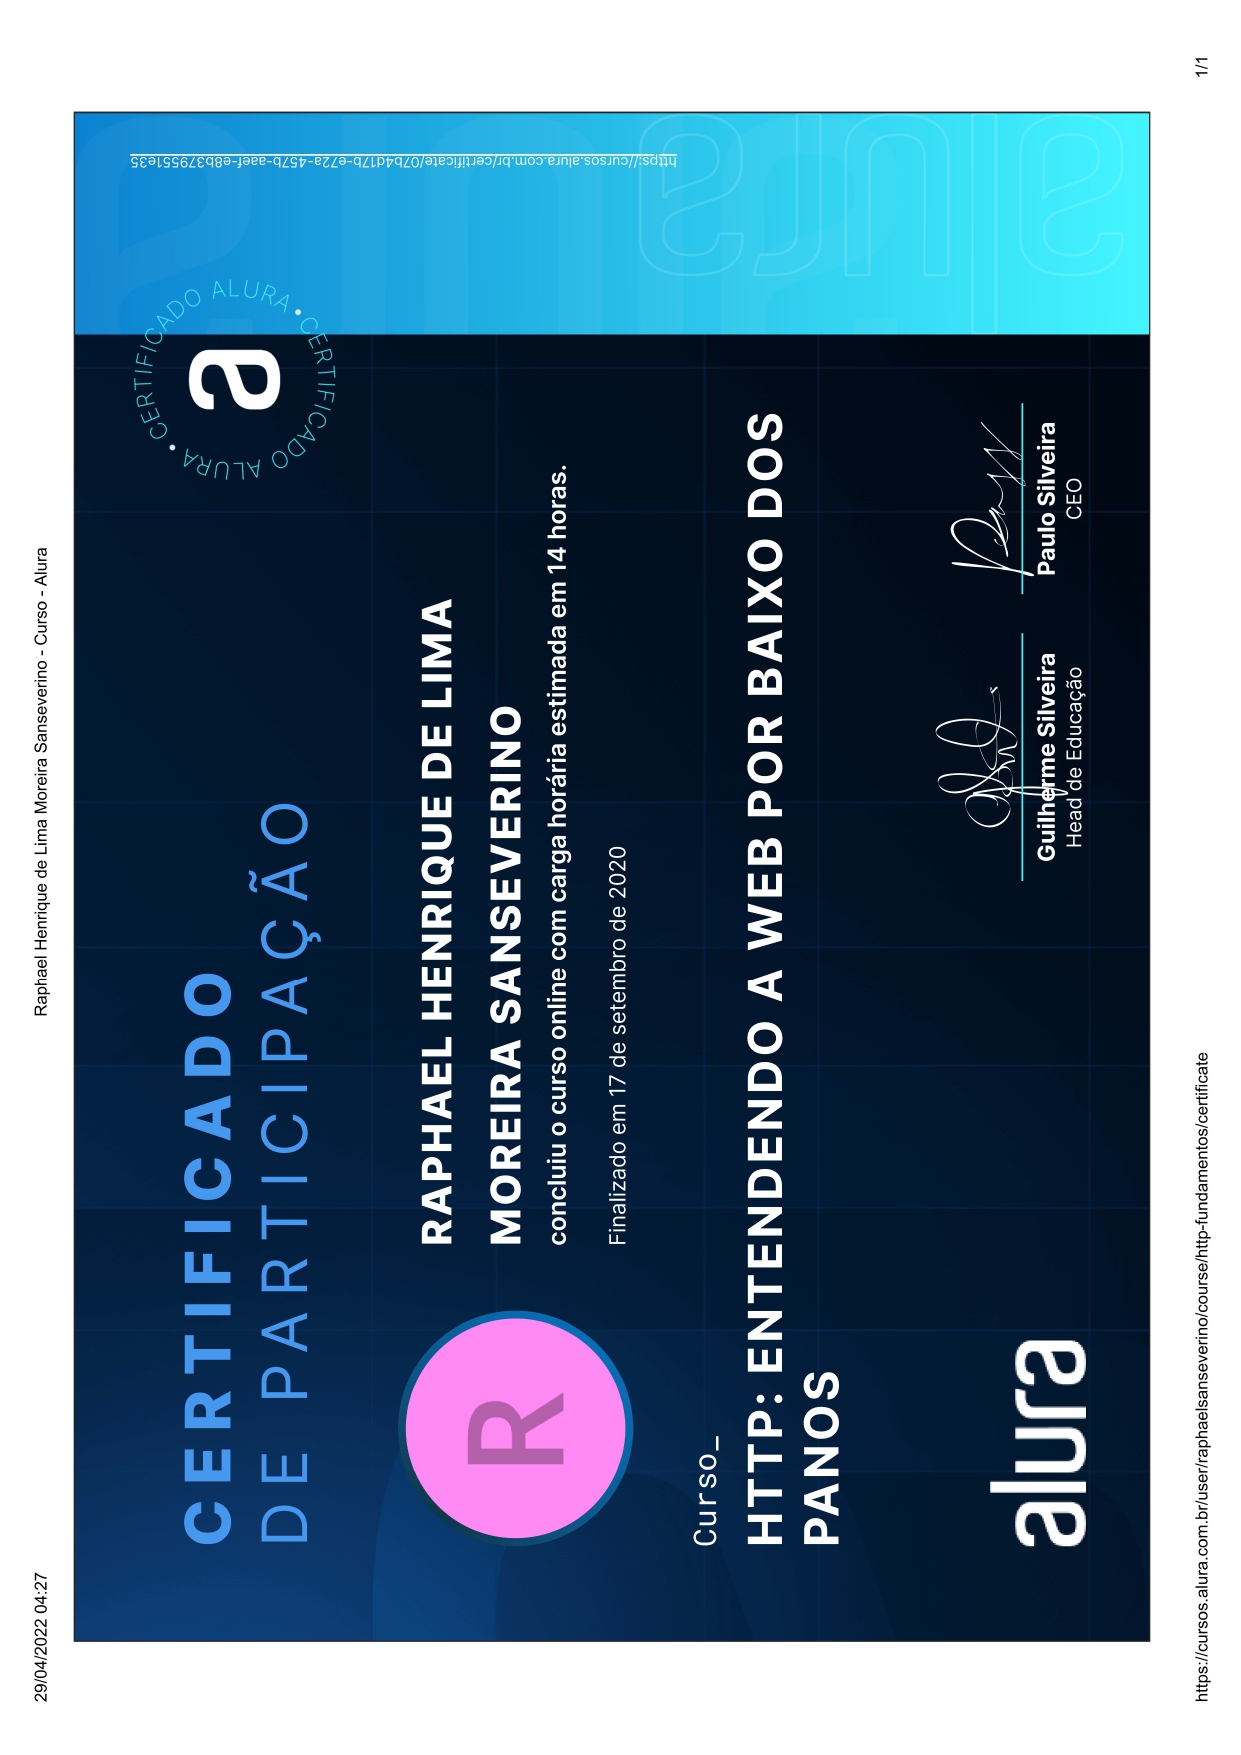 29/04/2022 04:27
Raphael Henrique de Lima Moreira Sanseverino - Curso - Alura
CERTIFICADO
DE PARTICIPAÇÃO
• CERTIFICADO ALURA • CERTIFICADO ALURA
a
https://cursos.alura.com.br/certificate/07b4d17b-e72a-457b-aaef-e8b379551e35
R
RAPHAEL HENRIQUE DE LIMA
MOREIRA SANSEVERINO
concluiu o curso online com carga horária estimada em 14 horas.
Finalizado em 17 de setembro de 2020
Curso_
HTTP: ENTENDENDO A WEB POR BAIXO DOS
PANOS
alura
alura
Guilherme Silveira
Head de Educação
Paulo Silveira
CEO
https://cursos.alura.com.br/user/raphaelsanseverino/course/http-fundamentos/certificate
1/1